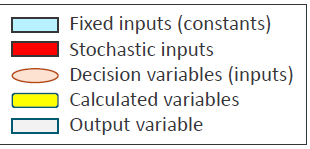 Fixed inputs (constants)
Stochastic inputs
Decision variables (inputs)
Calculated variables
Output variable